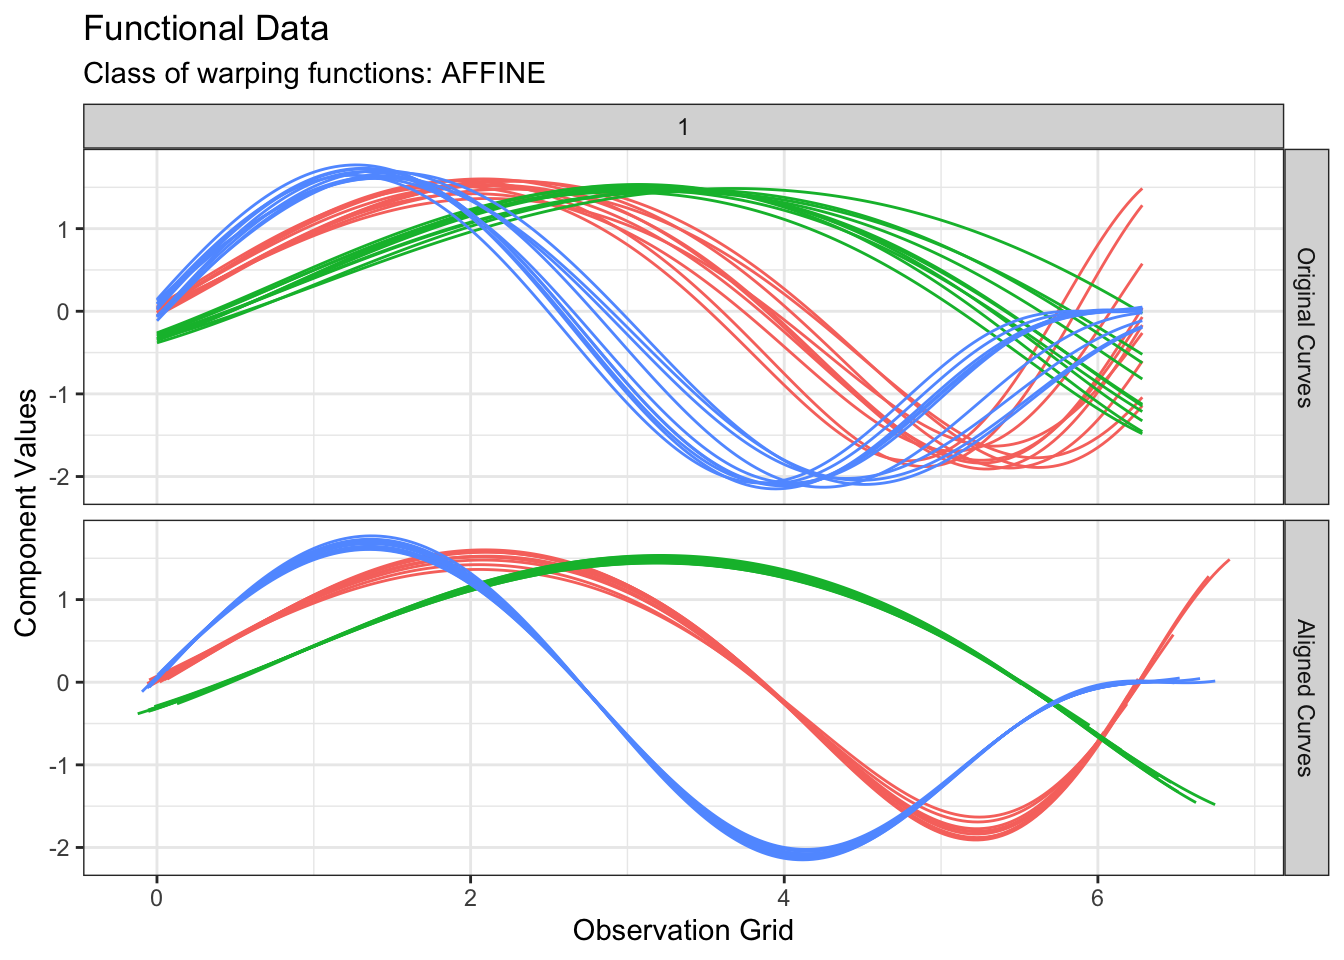 Functional Data
Class of warping functions: AFFINE
1
Component Values
1
0
-1
-2
Original Curves
1
0
-1
-2
Aligned Curves
0 2 4 6
Observation Grid